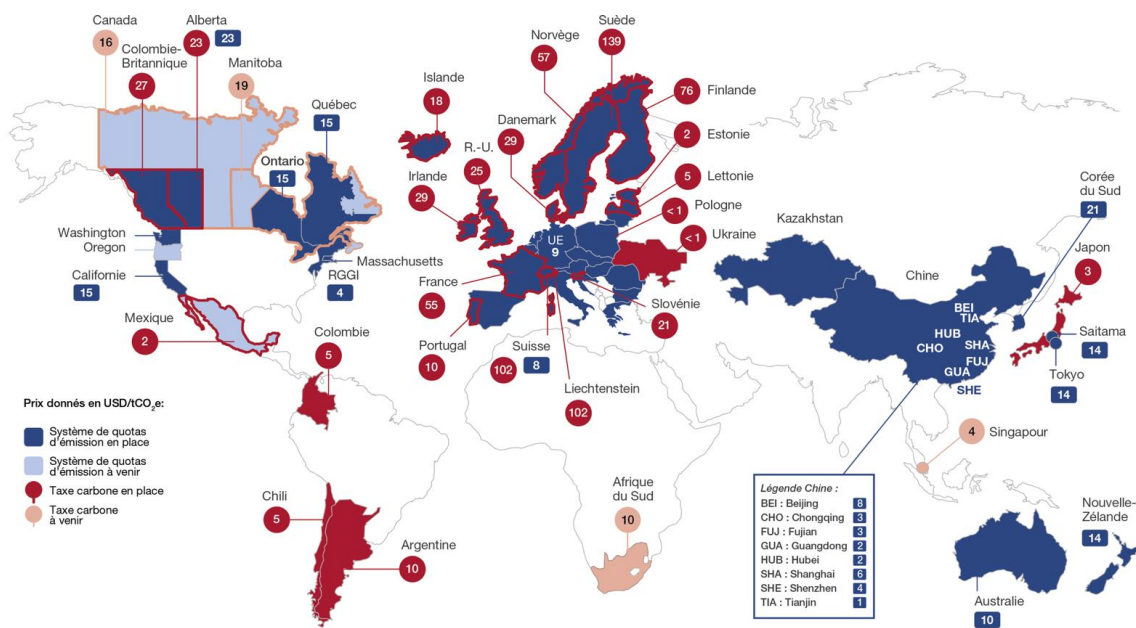 Canada
16
Alberta
23
23
Colombie-
Britannique
27
Manitoba
19
Québec
15
Ontario
15
Washington
Oregon
Californie
15
Massachusetts
RGGI
4
Mexique
2
Colombie
5
Chili
5
Argentine
10
Islande
18
Norvège
57
Suède
139
Finlande
76
Danemark
29
Estonie
2
R.-U.
25
Lettonie
5
Irlande
29
Pologne
< 1
UE
9
Ukraine
< 1
France
55
Slovénie
21
Portugal
10
Suisse
102
8
Liechtenstein
102
Afrique
du Sud
10
Kazakhstan
Chine
BEI
TIA
HUB
CHO
SHA
FUJ
GUA
SHE
Corée
du Sud
21
Japon
3
Saitama
14
Tokyo
14
4
Singapour
Nouvelle-
Zélande
14
Australie
10
Prix donnés en USD/tCO₂e:
Système de quotas
d'émission en place
Système de quotas
d'émission à venir
Taxe carbone en place
Taxe carbone
à venir
Légende Chine :
BEI : Beijing 8
CHO : Chongqing 3
FUJ : Fujian 3
GUA : Guangdong 2
HUB : Hubei 2
SHA : Shanghai 6
SHE : Shenzhen 4
TIA : Tianjin 1